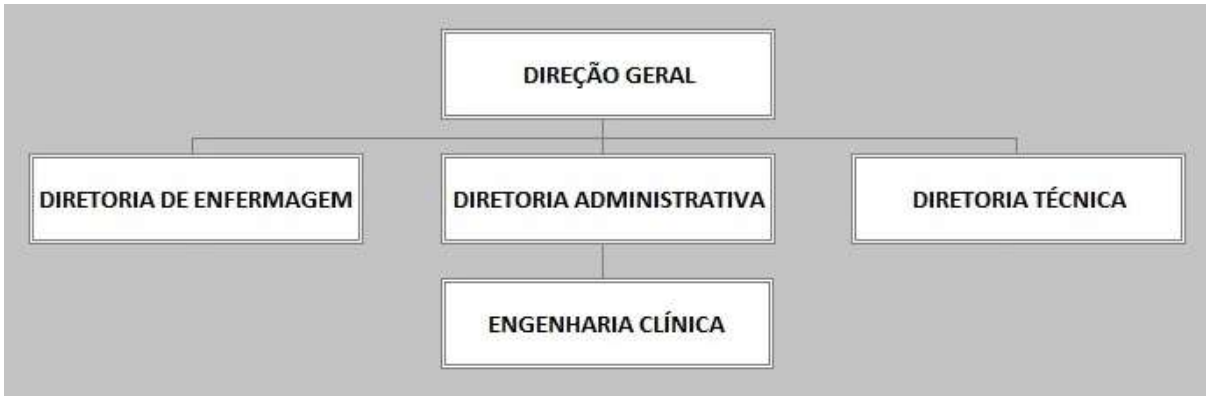 DIREÇÃO GERAL
DIRETORIA DE ENFERMAGEM
DIRETORIA ADMINISTRATIVA
DIRETORIA TÉCNICA
ENGENHARIA CLÍNICA